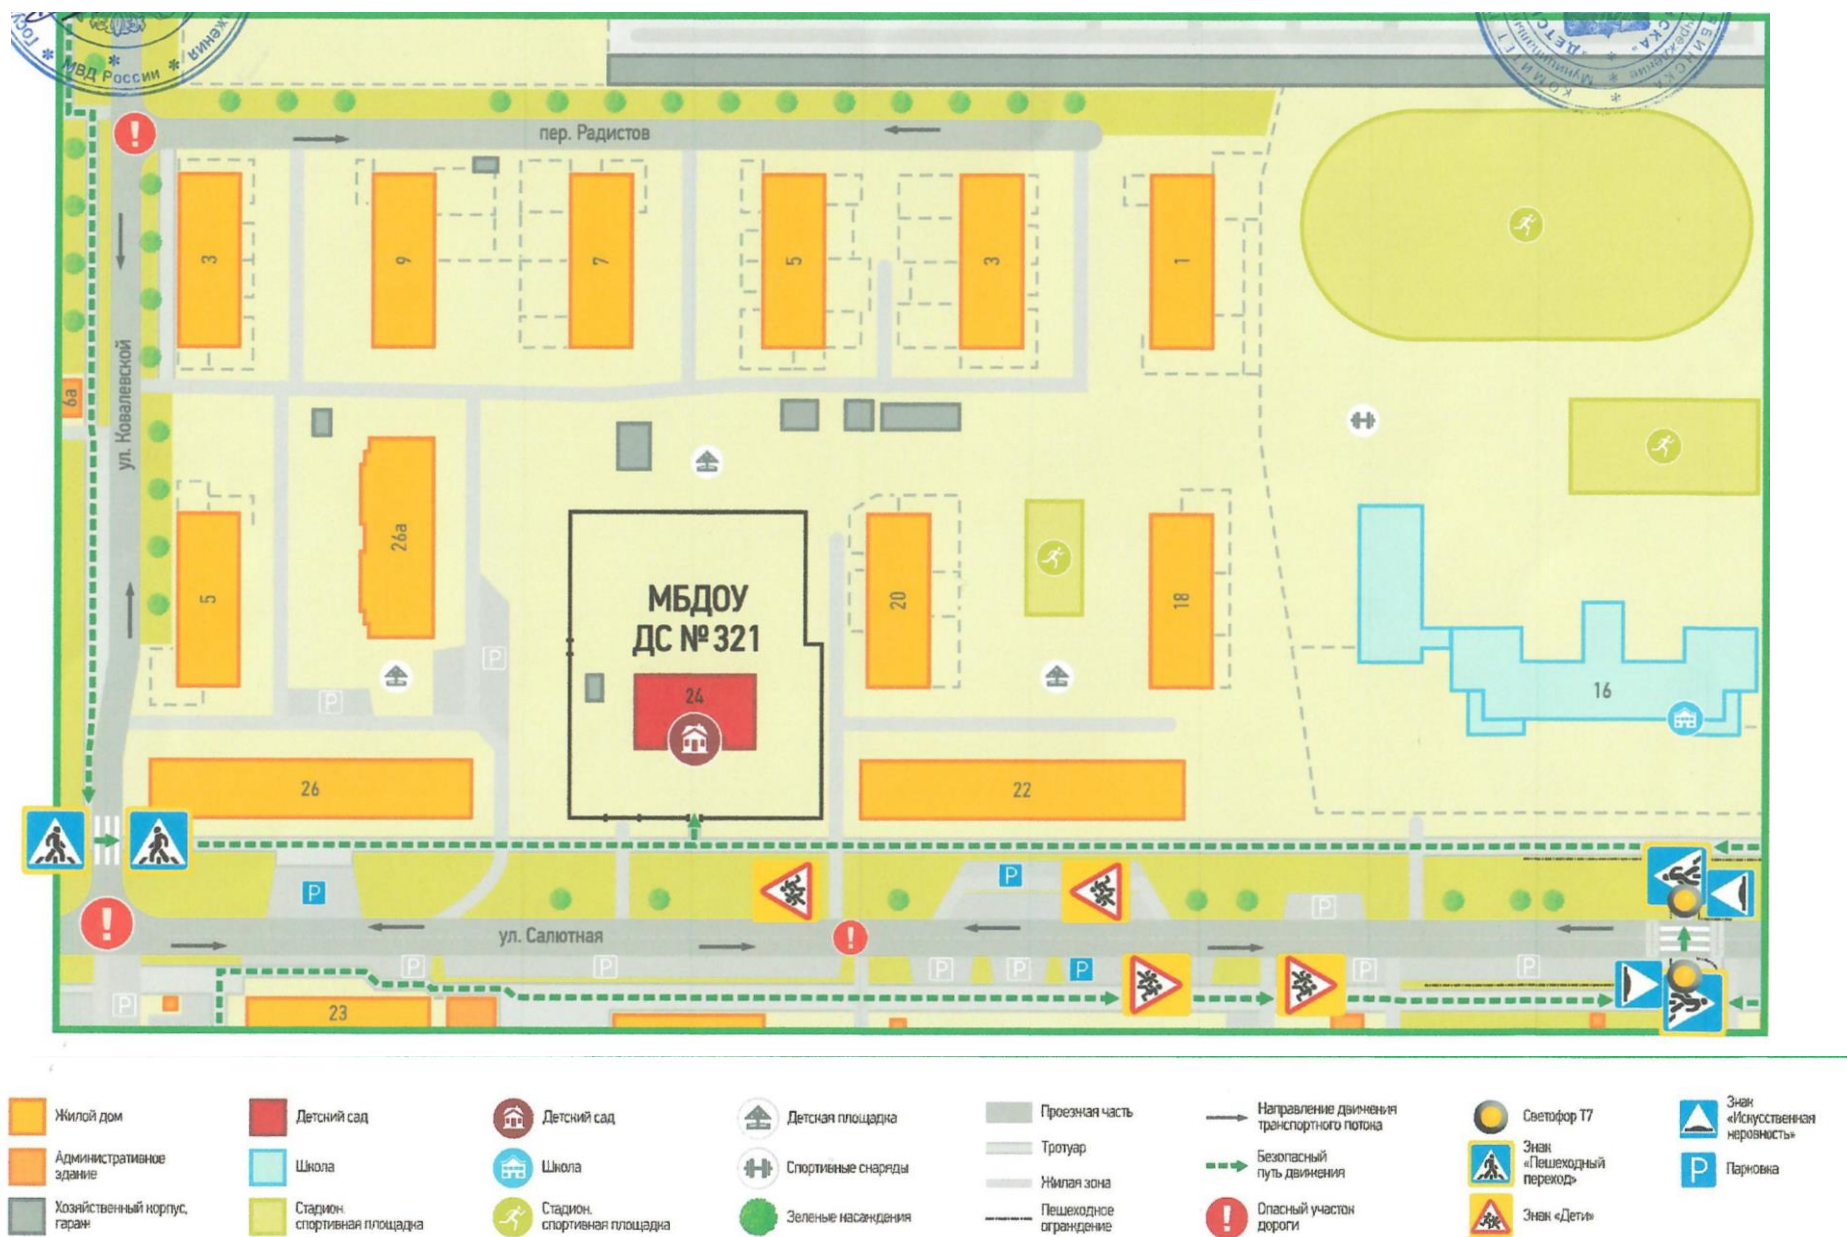 МВД России
пер. Радистов
3
9
7
5
3
1
ул. Ковалевской
6а
5
26а
МБДОУ
ДС №321
24
20
18
16
P
P
26
22
P
P
P
ул. Салютная
P
P
P
P
P
P
P
P
23
Жилой дом
Административное
здание
Хозяйственный корпус,
гараж
Детский сад
Школа
Стадион,
спортивная площадка
Детский сад
Школа
Стадион,
спортивная площадка
Детская площадка
Спортивные снаряды
Зеленые насаждения
Проезная часть
Тротуар
Жилая зона
Пешеходное
ограждение
Направление движения
транспортного потока
Безопасный
путь движения
Опасный участок
дороги
Светофор Т7
Знак
«Пешеходный
переход»
Знак «Дети»
Знак
«Искусственная
неровность»
P
Парковка